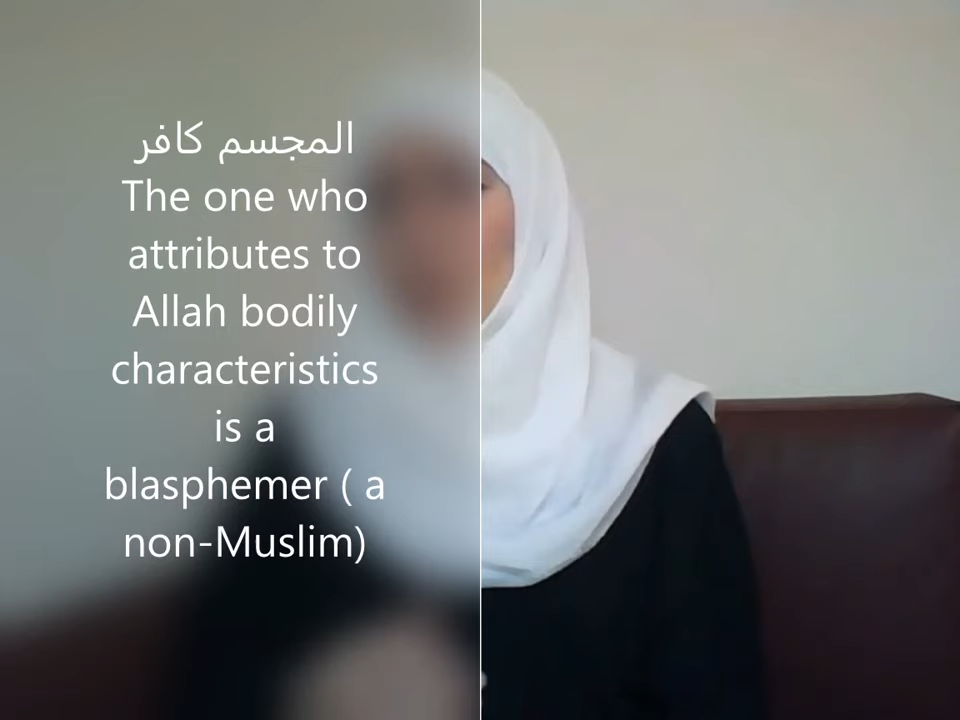 المجسم كافر
The one who
attributes to
Allah bodily
characteristics
is a
blasphemer ( a
non-Muslim)